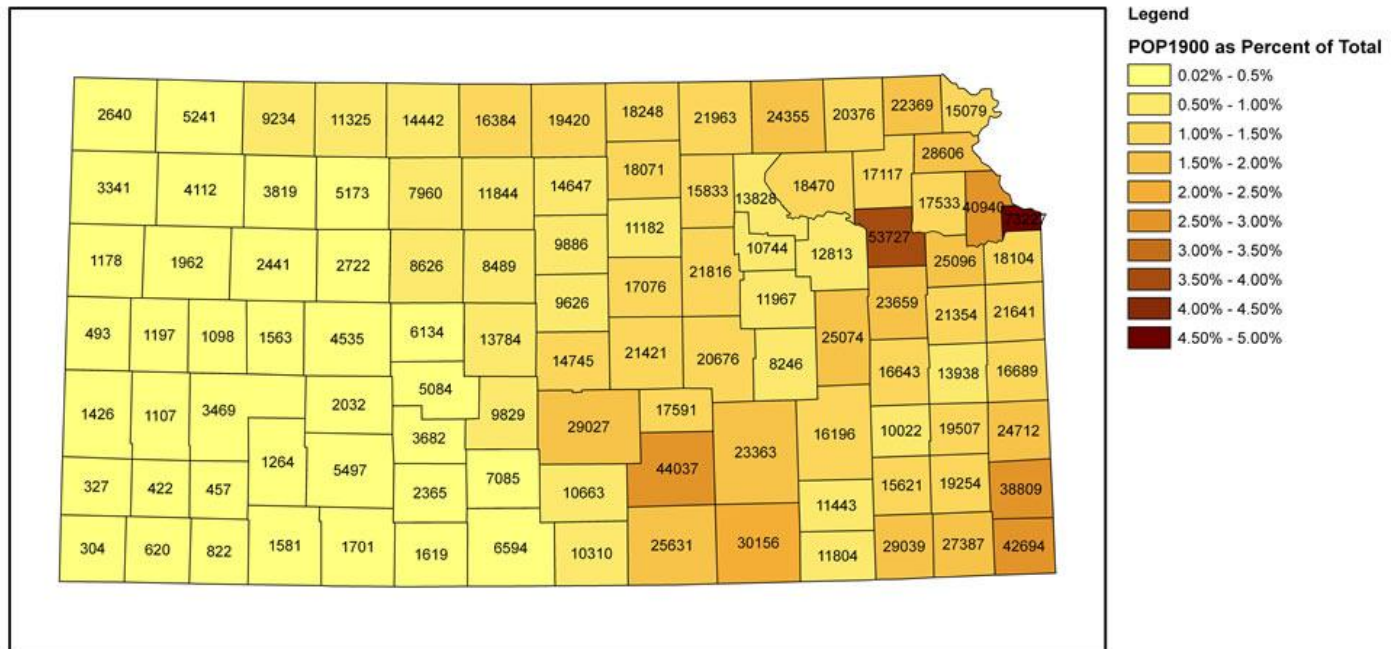 Legend
POP1900 as Percent of Total
0.02% - 0.5%
0.50% - 1.00%
1.00% - 1.50%
1.50% - 2.00%
2.00% - 2.50%
2.50% - 3.00%
3.00% - 3.50%
3.50% - 4.00%
4.00% - 4.50%
4.50% - 5.00%
2640 5241 9234 11325 14442 16384 19420 18248 21963 24355 20376 22369 15079
28606
3341 4112 3819 5173 7960 11844 14647 18071 15833 13828 18470 17117 17533 40940
1178 1962 2441 2722 8626 8489 9886 11182 21816 10744 12813 53727 25096 18104
493 1197 1098 1563 4535 6134 13784 9626 17076 11967 23659 21354 21641
14745 21421 20676 8246 25074 16643 13938 16689
1426 1107 3469 2032 5084 9829 29027 17591 23363 16196 10022 19507 24712
3682
327 422 457 1264 5497 2365 7085 10663 44037 11443 15621 19254 38809
304 620 822 1581 1701 1619 6594 10310 25631 30156 11804 29039 27387 42694